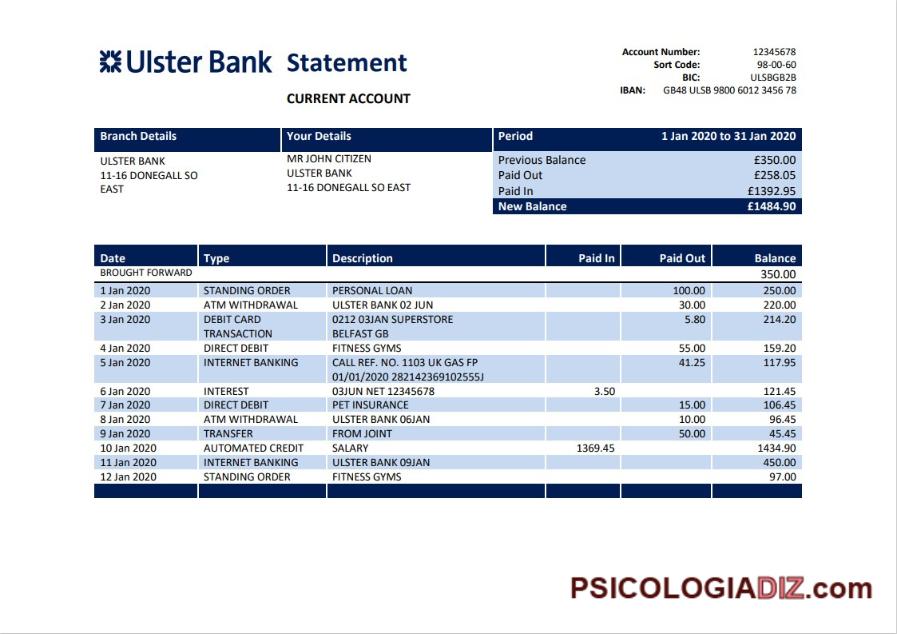 Ulster Bank Statement
CURRENT ACCOUNT
Account Number: 12345678
Sort Code: 98-00-60
BIC: ULSBGB2B
IBAN: GB48 ULSB 9800 6012 3456 78
Branch Details Your Details Period 1 Jan 2020 to 31 Jan 2020
ULSTER BANK
11-16 DONEGALL SO
EAST
MR JOHN CITIZEN
ULSTER BANK
11-16 DONEGALL SO EAST
Previous Balance £350.00
Paid Out £258.05
Paid In £1392.95
New Balance £1484.90
Date Type Description Paid In Paid Out Balance
BROUGHT FORWARD 350.00
1 Jan 2020 STANDING ORDER PERSONAL LOAN 100.00 250.00
2 Jan 2020 ATM WITHDRAWAL ULSTER BANK 02 JUN 30.00 220.00
3 Jan 2020 DEBIT CARD 0212 03JAN SUPERSTORE 5.80 214.20
TRANSACTION BELFAST GB
4 Jan 2020 DIRECT DEBIT FITNESS GYMS 55.00 159.20
5 Jan 2020 INTERNET BANKING CALL REF. NO. 1103 UK GAS FP 41.25 117.95
01/01/2020 282142369102555J
6 Jan 2020 INTEREST 03JUN NET 12345678 3.50 121.45
7 Jan 2020 DIRECT DEBIT PET INSURANCE 15.00 106.45
8 Jan 2020 ATM WITHDRAWAL ULSTER BANK 06JAN 10.00 96.45
9 Jan 2020 TRANSFER FROM JOINT 50.00 45.45
10 Jan 2020 AUTOMATED CREDIT SALARY 1369.45 1434.90
11 Jan 2020 INTERNET BANKING ULSTER BANK 09JAN 450.00
12 Jan 2020 STANDING ORDER FITNESS GYMS 97.00
PSICOLOGIADIZ.com